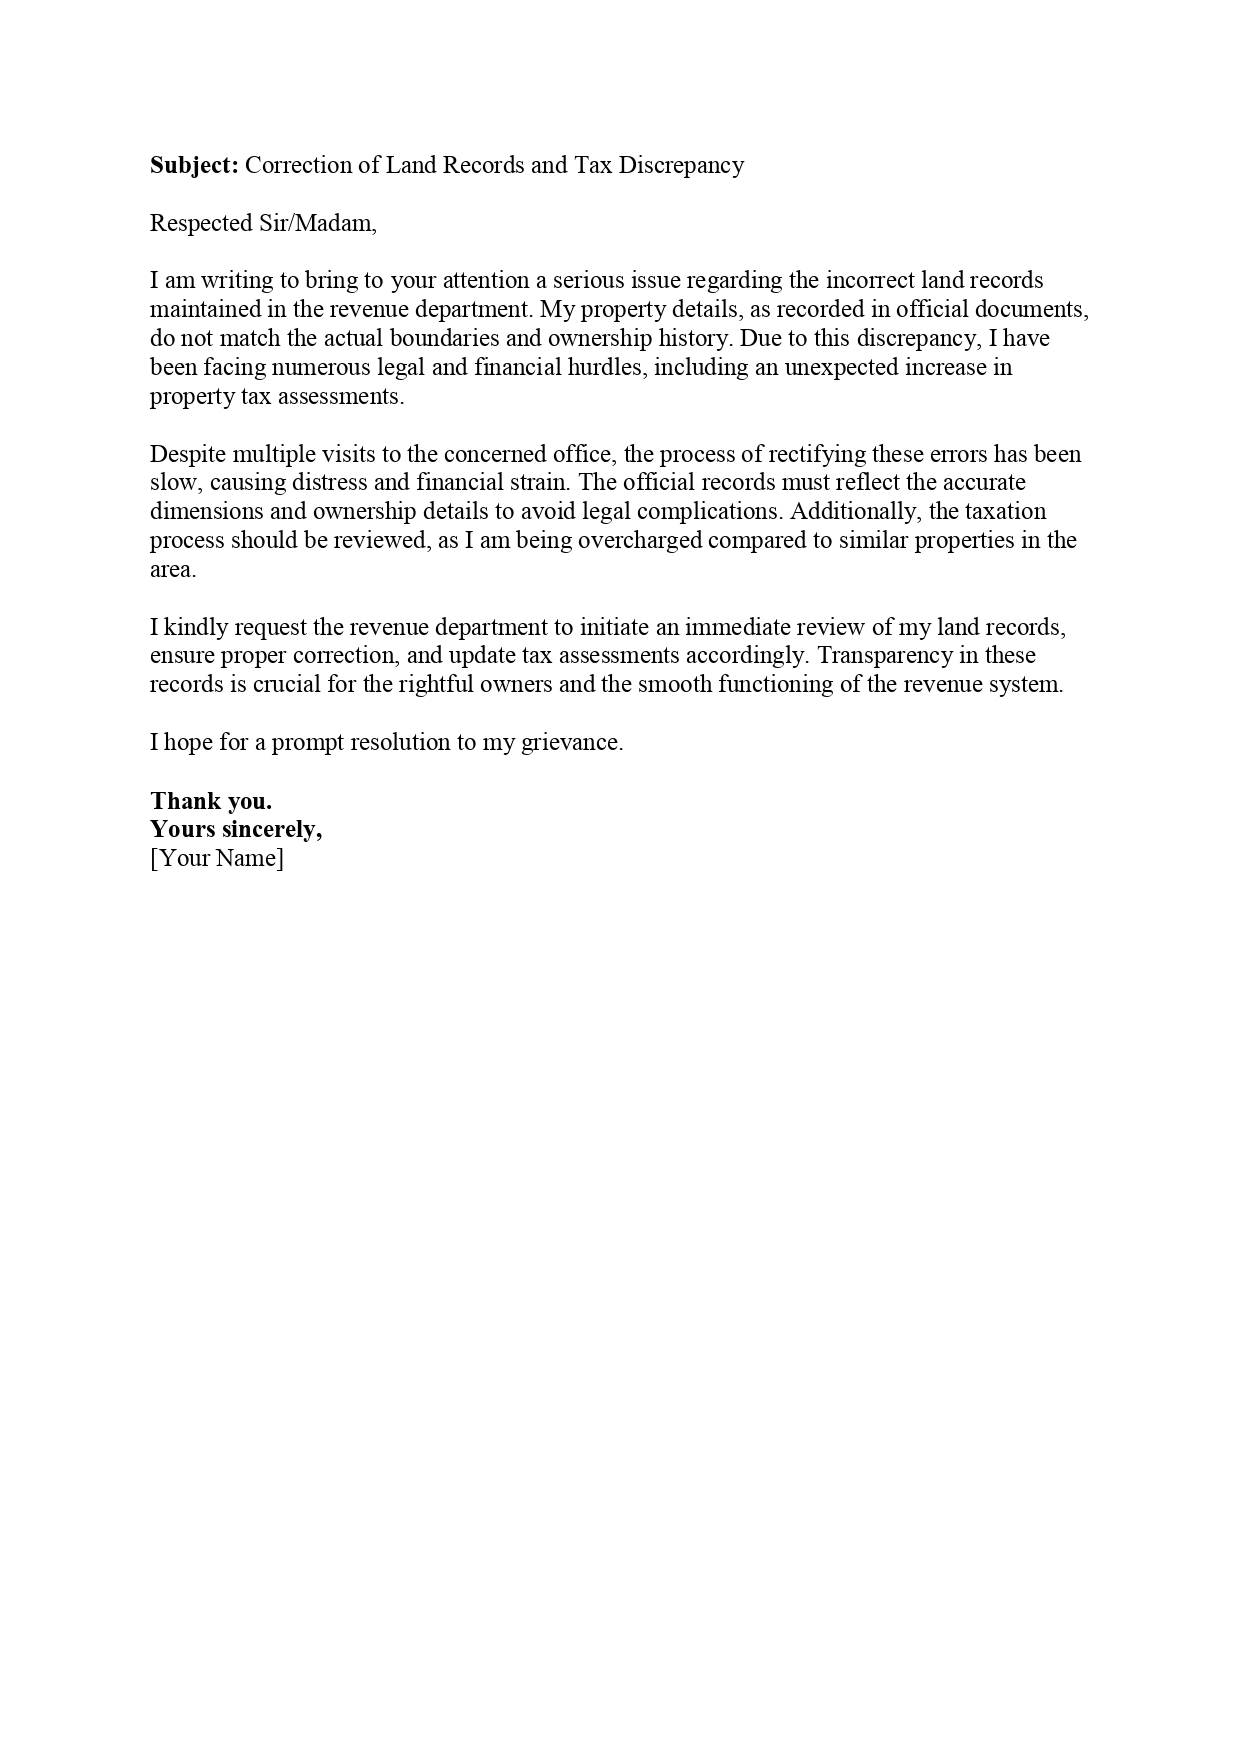 Subject: Correction of Land Records and Tax Discrepancy
Respected Sir/Madam,
I am writing to bring to your attention a serious issue regarding the incorrect land records
maintained in the revenue department. My property details, as recorded in official documents,
do not match the actual boundaries and ownership history. Due to this discrepancy, I have
been facing numerous legal and financial hurdles, including an unexpected increase in
property tax assessments.
Despite multiple visits to the concerned office, the process of rectifying these errors has been
slow, causing distress and financial strain. The official records must reflect the accurate
dimensions and ownership details to avoid legal complications. Additionally, the taxation
process should be reviewed, as I am being overcharged compared to similar properties in the
area.
I kindly request the revenue department to initiate an immediate review of my land records,
ensure proper correction, and update tax assessments accordingly. Transparency in these
records is crucial for the rightful owners and the smooth functioning of the revenue system.
I hope for a prompt resolution to my grievance.
Thank you.
Yours sincerely,
[Your Name]